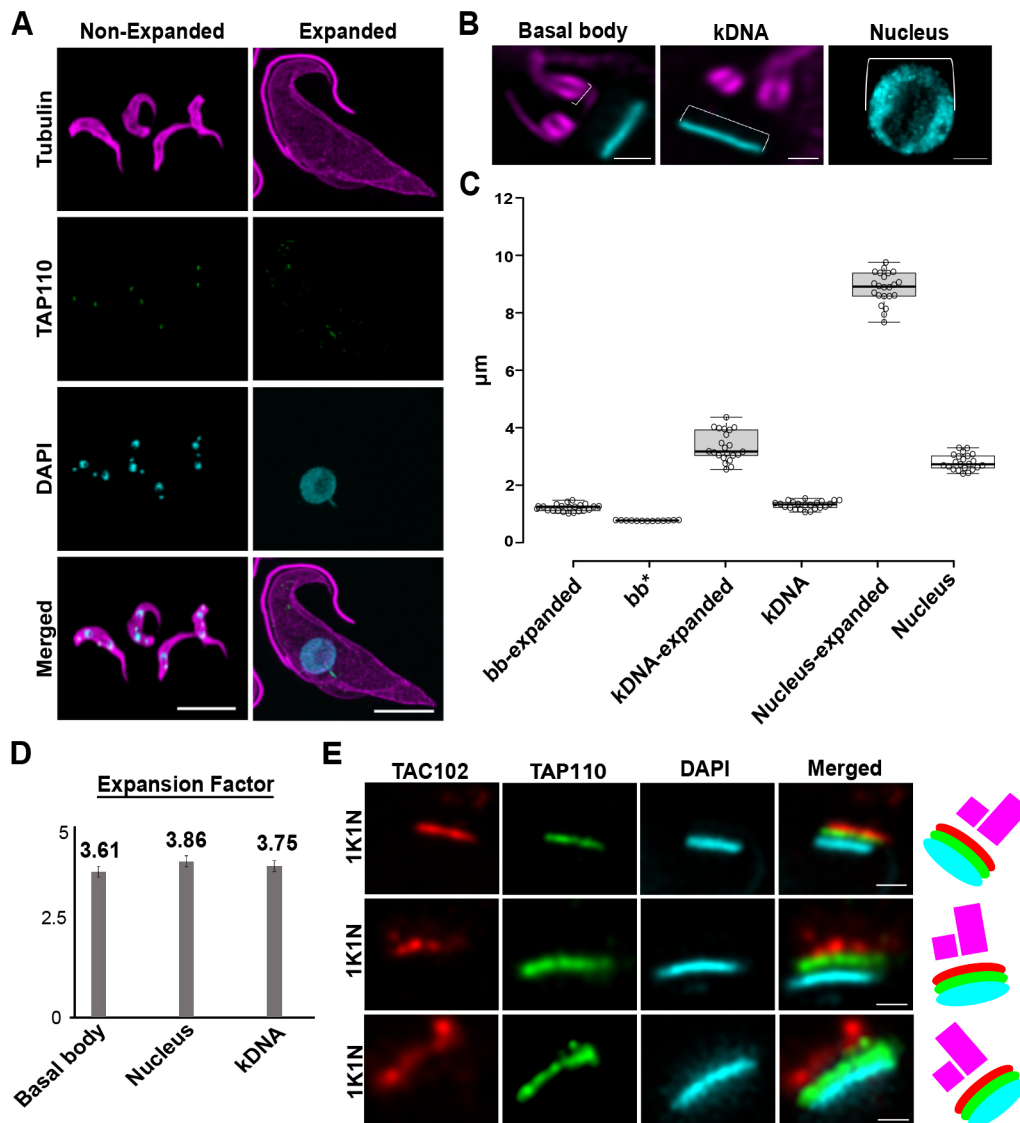 A
Non-Expanded
Expanded
Tubulin
TAP110
DAPI
Merged
B
Basal body
kDNA
Nucleus
C
12
10
8
6
4
2
0
µm
bb-expanded
bb*
kDNA-expanded
kDNA
Nucleus-expanded
Nucleus
D
Expansion Factor
5
2.5
0
3.61
3.86
3.75
Basal body
Nucleus
kDNA
E
TAC102
TAP110
DAPI
Merged
1K1N
1K1N
1K1N